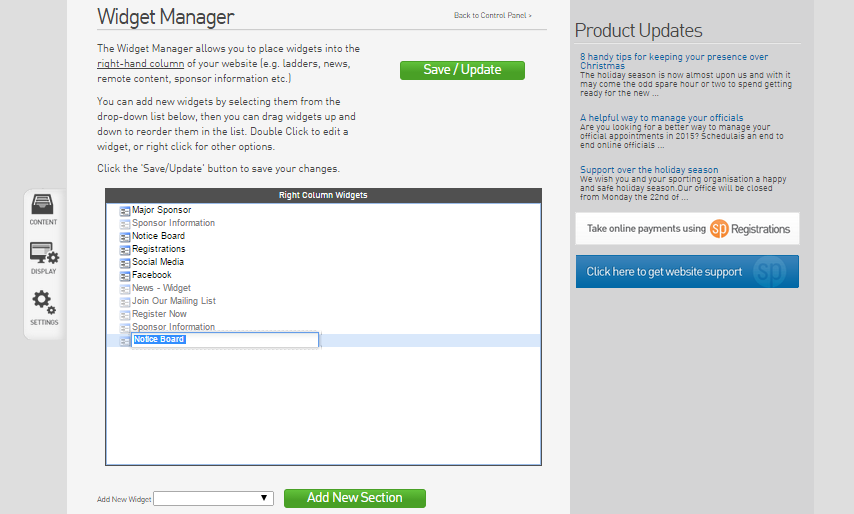 Widget Manager
Back to Control Panel >
The Widget Manager allows you to place widgets into the
right-hand column of your website (e.g. ladders, news,
remote content, sponsor information etc.)
Save / Update
You can add new widgets by selecting them from the
drop-down list below, then you can drag widgets up and
down to reorder them in the list. Double Click to edit a
widget, or right click for other options.
Click the 'Save/Update' button to save your changes.
CONTENT
DISPLAY
SETTINGS
Right Column Widgets
Major Sponsor
Sponsor Information
Notice Board
Registrations
Social Media
Facebook
News - Widget
Join Our Mailing List
Register Now
Sponsor Information
Notice Board
Add New Widget
Add New Section
Product Updates
8 handy tips for keeping your presence over
Christmas
The holiday season is now almost upon us and with it
may come the odd spare hour or two to spend getting
ready for the new ...
A helpful way to manage your officials
Are you looking for a better way to manage your
official appointments in 2015? Schedulais an end to
end online officials ...
Support over the holiday season
We wish you and your sporting organisation a happy
and safe holiday season.Our office will be closed
from Monday the 22nd of ...
Take online payments using sp Registrations
Click here to get website support sp